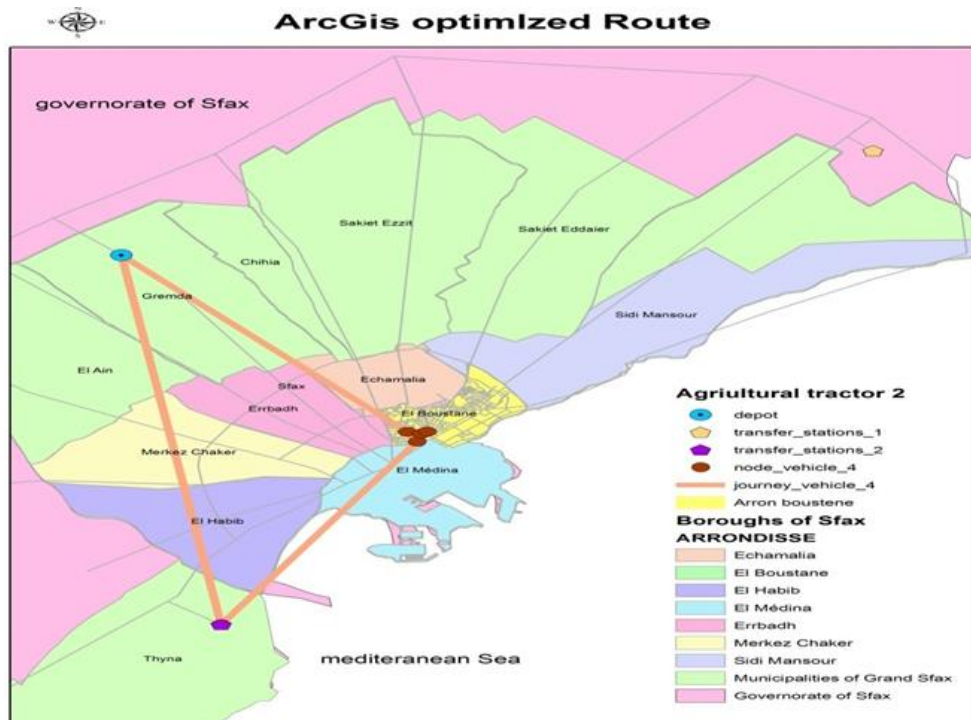 ArcGis optimIzed Route
W E
S
governorate of Sfax
Sakiet Ezzit
Sakiet Eddaier
Chihia
Gremda
Sidi Mansour
El Ain
Sfax
Echamalia
Errbadh
El Boustane
Merkez Chaker
El Médina
El Habib
Thyna
mediteranean Sea
Agriultural tractor 2
depot
transfer_stations_1
transfer_stations_2
node_vehicle_4
journey_vehicle_4
Arron boustene
Boroughs of Sfax
ARRONDISSE
Echamalia
El Boustane
El Habib
El Médina
Errbadh
Merkez Chaker
Sidi Mansour
Municipalities of Grand Sfax
Governorate of Sfax